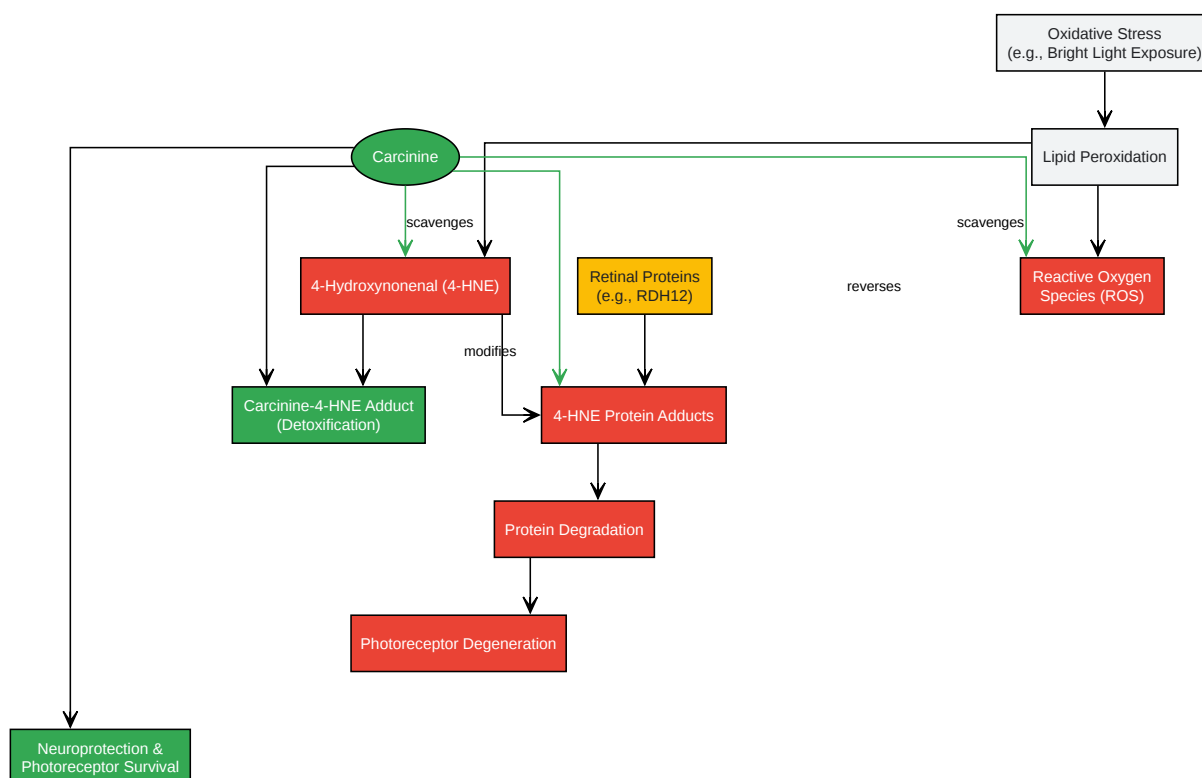 Oxidative Stress
(e.g., Bright Light Exposure)
Carcinine
Lipid Peroxidation
scavenges
scavenges
4-Hydroxynonenal (4-HNE)
Retinal Proteins
(e.g., RDH12)
reverses
Reactive Oxygen
Species (ROS)
modifies
Carcinine-4-HNE Adduct
(Detoxification)
4-HNE Protein Adducts
Protein Degradation
Photoreceptor Degeneration
Neuroprotection &
Photoreceptor Survival